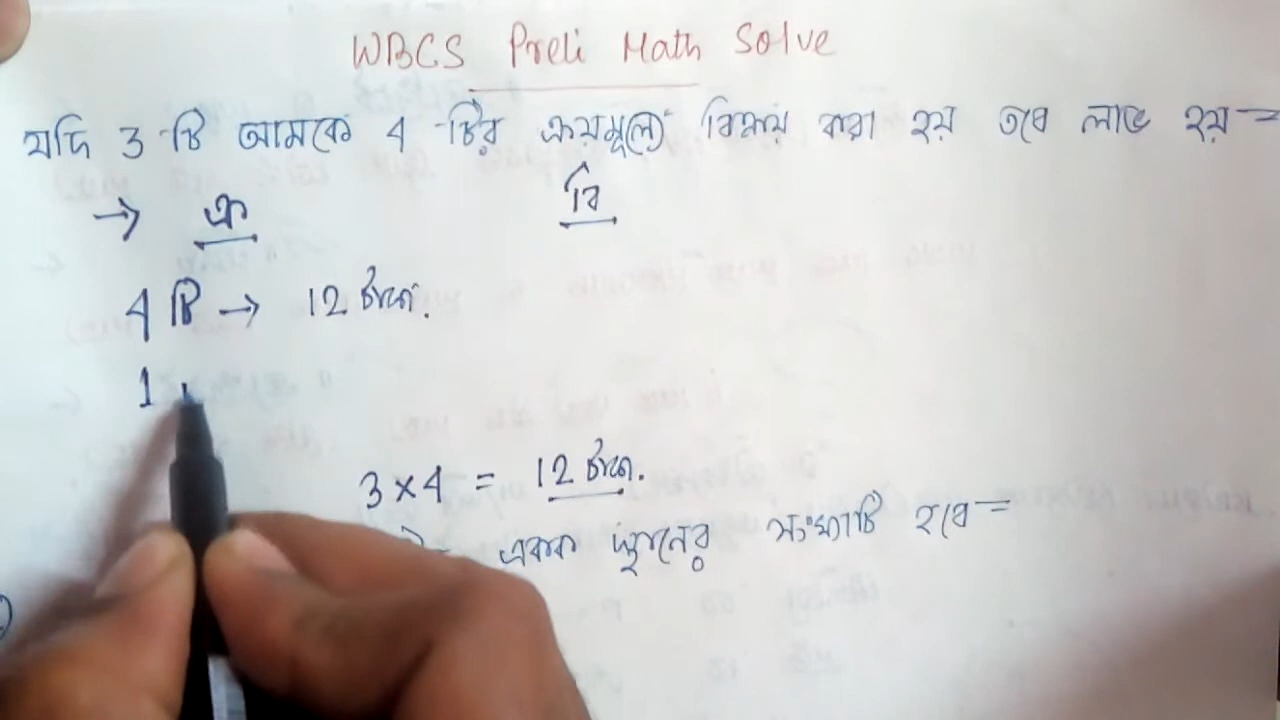 WBCS Preli Math Solve
যদি 3 টি আমকে 4 টির ক্রয়মূল্যে বিক্রয় করা হয় তবে লাভ হয় =
→ ক্র বি
4 টি → 12 টাকা.
1
3 × 4 = 12 টাকা.
একক স্থানের সংখ্যাটি হবে =